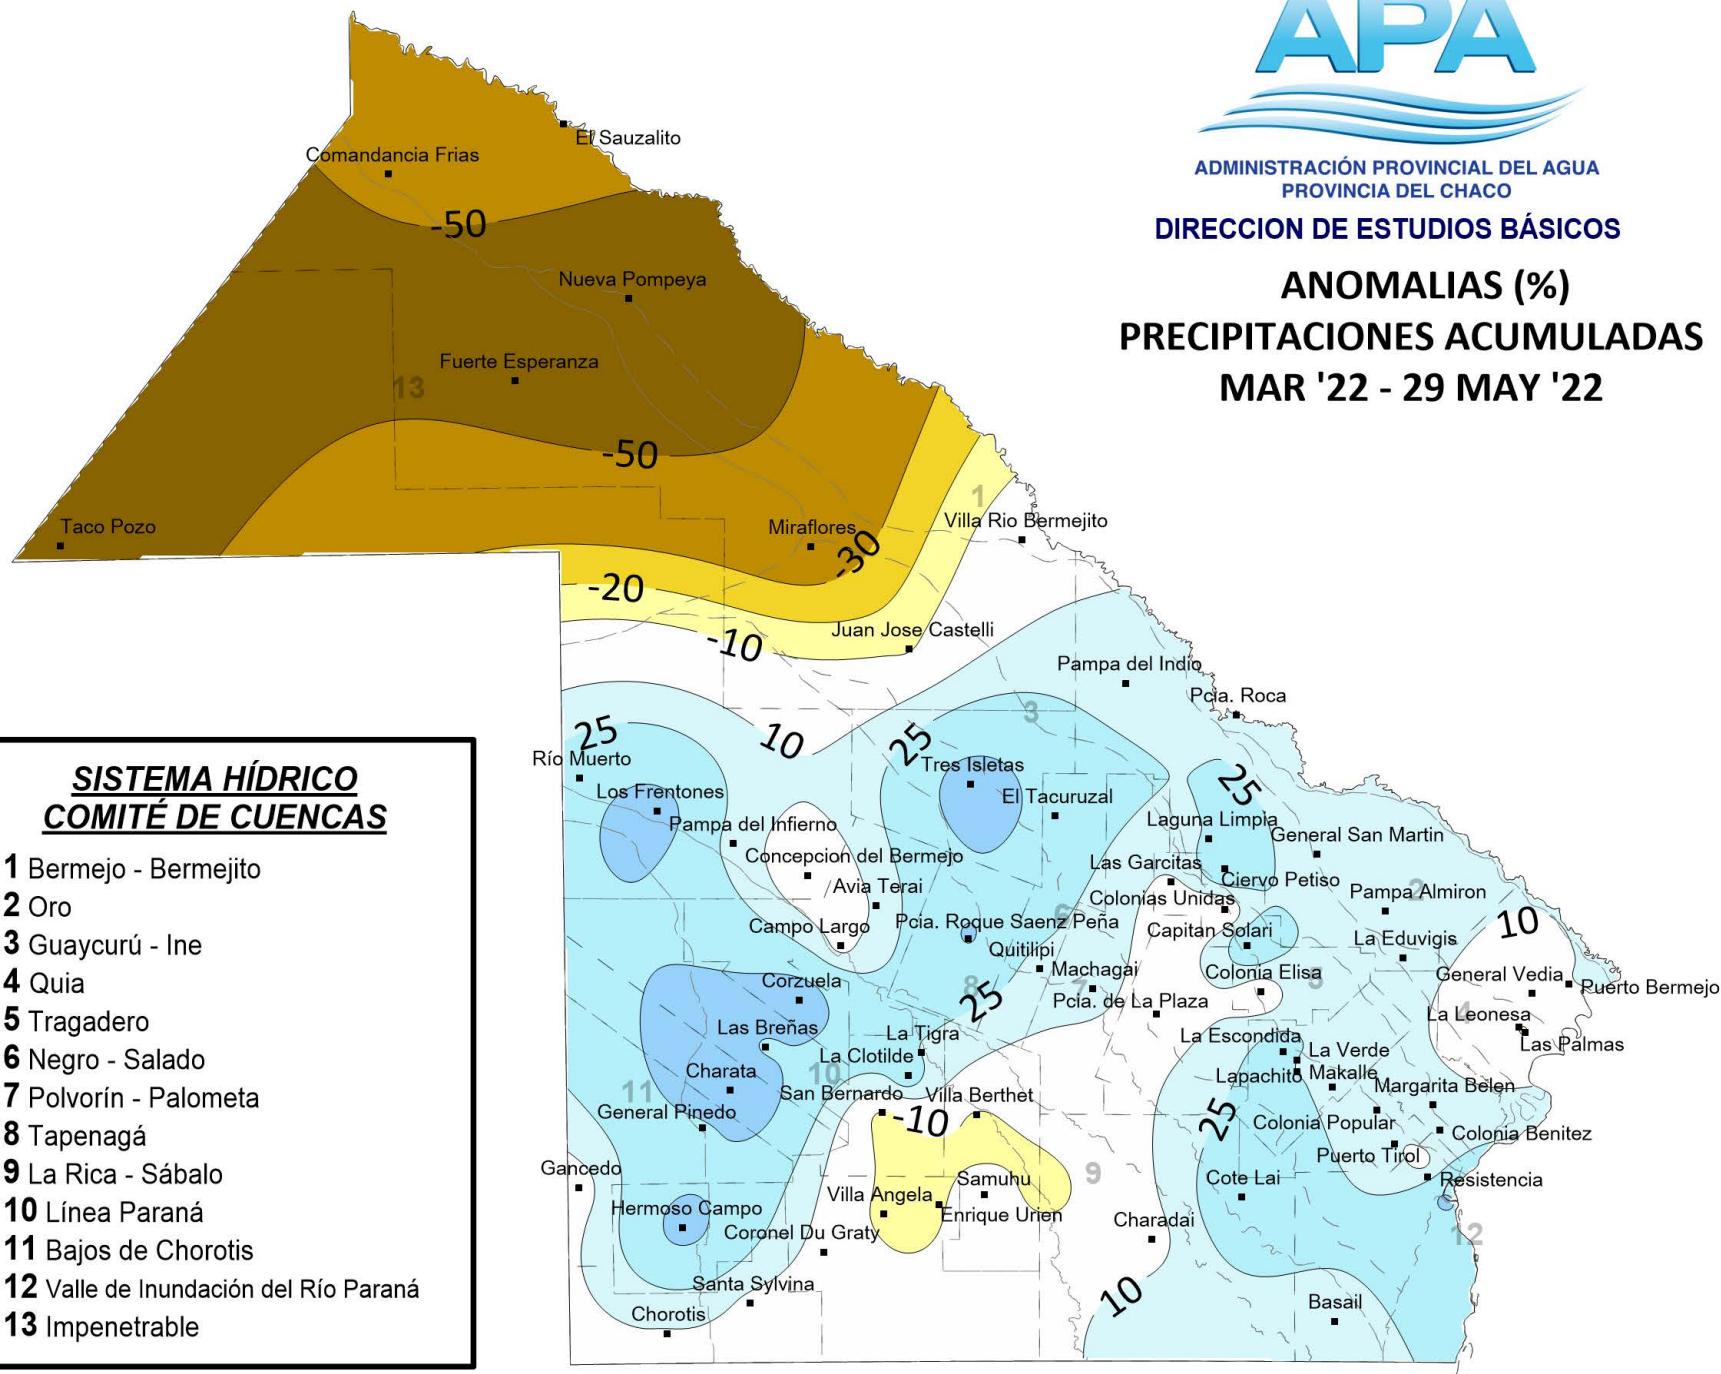 APA
ADMINISTRACIÓN PROVINCIAL DEL AGUA
PROVINCIA DEL CHACO
DIRECCION DE ESTUDIOS BÁSICOS
ANOMALIAS (%)
PRECIPITACIONES ACUMULADAS
MAR '22 - 29 MAY '22
El Sauzalito
Comandancia Frias
-50
Nueva Pompeya
Fuerte Esperanza
13
-50
1
Taco Pozo
Miraflores
Villa Rio Bermejito
-30
-20
Juan Jose Castelli
-10
Pampa del Indio
Pcia. Roca
3
25
10
25
Río Muerto
Tres Isletas
25
Los Frentones
El Tacuruzal
Pampa del Infierno
Laguna Limpia
General San Martin
Concepcion del Bermejo
Las Garcitas
Avia Terai
Ciervo Petiso
Pampa Almiron
2
Colonias Unidas
6
Campo Largo
Pcia. Roque Saenz Peña
Capitan Solari
10
La Eduvigis
Quitilipi
Machagai
Colonia Elisa
5
General Vedia
Corzuela
8
7
Puerto Bermejo
25
Pcia. de La Plaza
La Leonesa
4
Las Breñas
La Tigra
La Escondida
Las Palmas
La Clotilde
La Verde
Charata
10
Lapachito
Makalle
Margarita Belen
11
San Bernardo
Villa Berthet
General Pinedo
-10
25
Colonia Popular
Colonia Benitez
Puerto Tirol
Gancedo
9
Samuhu
Cote Lai
Resistencia
Villa Angela
Hermoso Campo
Enrique Urien
Coronel Du Graty
Charadai
12
Santa Sylvina
10
Chorotis
Basail
SISTEMA HÍDRICO
COMITÉ DE CUENCAS
1 Bermejo - Bermejito
2 Oro
3 Guaycurú - Ine
4 Quia
5 Tragadero
6 Negro - Salado
7 Polvorín - Palometa
8 Tapenagá
9 La Rica - Sábalo
10 Línea Paraná
11 Bajos de Chorotis
12 Valle de Inundación del Río Paraná
13 Impenetrable